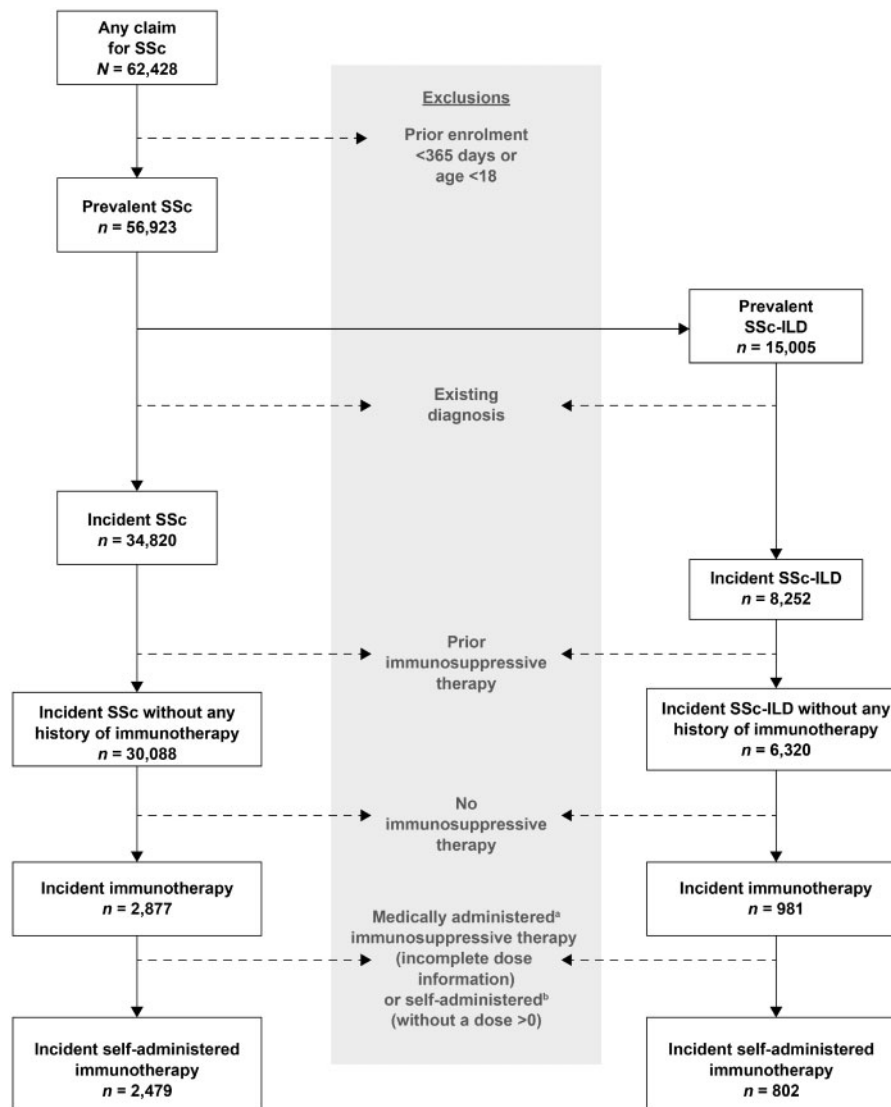 Any claim
for SSc
N = 62,428
Exclusions
Prior enrolment
<365 days or
age <18
Prevalent SSc
n = 56,923
Prevalent
SSc-ILD
n = 15,005
Existing
diagnosis
Incident SSc
n = 34,820
Incident SSc-ILD
n = 8,252
Prior
immunosuppressive
therapy
Incident SSc without any
history of immunotherapy
n = 30,088
Incident SSc-ILD without any
history of immunotherapy
n = 6,320
No
immunosuppressive
therapy
Incident immunotherapy
n = 2,877
Incident immunotherapy
n = 981
Medically administeredᵃ
immunosuppressive therapy
(incomplete dose
information)
or self-administeredᵇ
(without a dose >0)
Incident self-administered
immunotherapy
n = 2,479
Incident self-administered
immunotherapy
n = 802